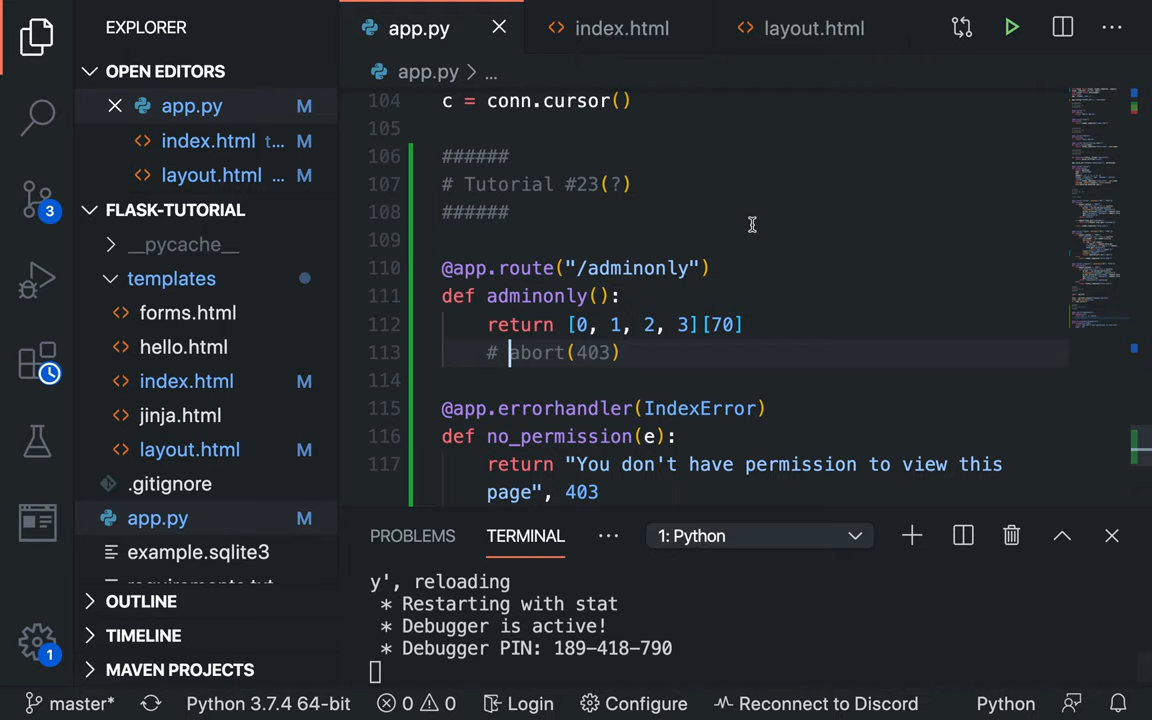 EXPLORER
OPEN EDITORS
app.py M
index.html t... M
layout.html ... M
FLASK-TUTORIAL
__pycache__
templates
forms.html
hello.html
index.html M
jinja.html
layout.html M
.gitignore
app.py M
example.sqlite3
requirements.txt
OUTLINE
TIMELINE
MAVEN PROJECTS
3
1
app.py index.html layout.html
app.py > ...
104 c = conn.cursor()
105
106 ######
107 # Tutorial #23(?)
108 ######
109
110 @app.route("/adminonly")
111 def adminonly():
112 return [0, 1, 2, 3][70]
113 # abort(403)
114
115 @app.errorhandler(IndexError)
116 def no_permission(e):
117 return "You don't have permission to view this
page", 403
PROBLEMS TERMINAL ... 1: Python
y', reloading
* Restarting with stat
* Debugger is active!
* Debugger PIN: 189-418-790
master* Python 3.7.4 64-bit 0 0 Login Configure Reconnect to Discord Python